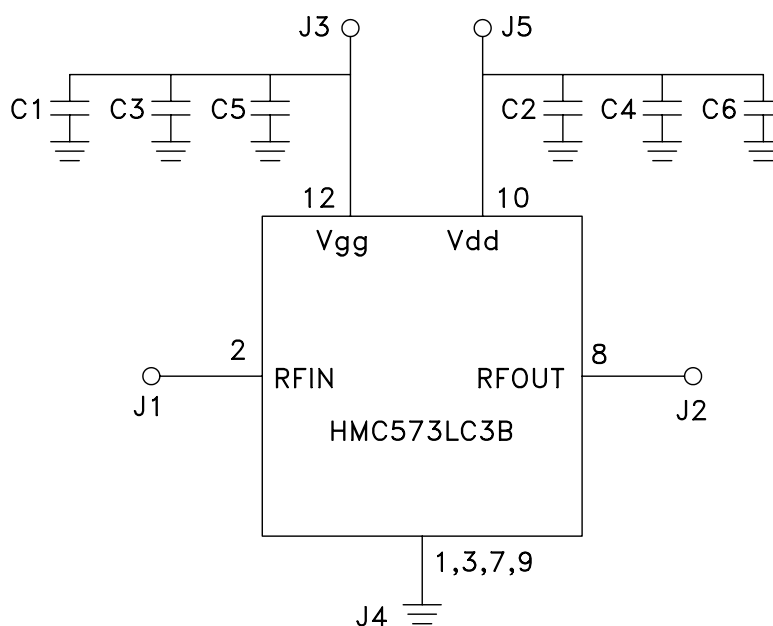 J3 J5
C1 C3 C5 C2 C4 C6
12 10
Vgg Vdd
2 8
RFIN RFOUT
J1 J2
HMC573LC3B
1,3,7,9
J4